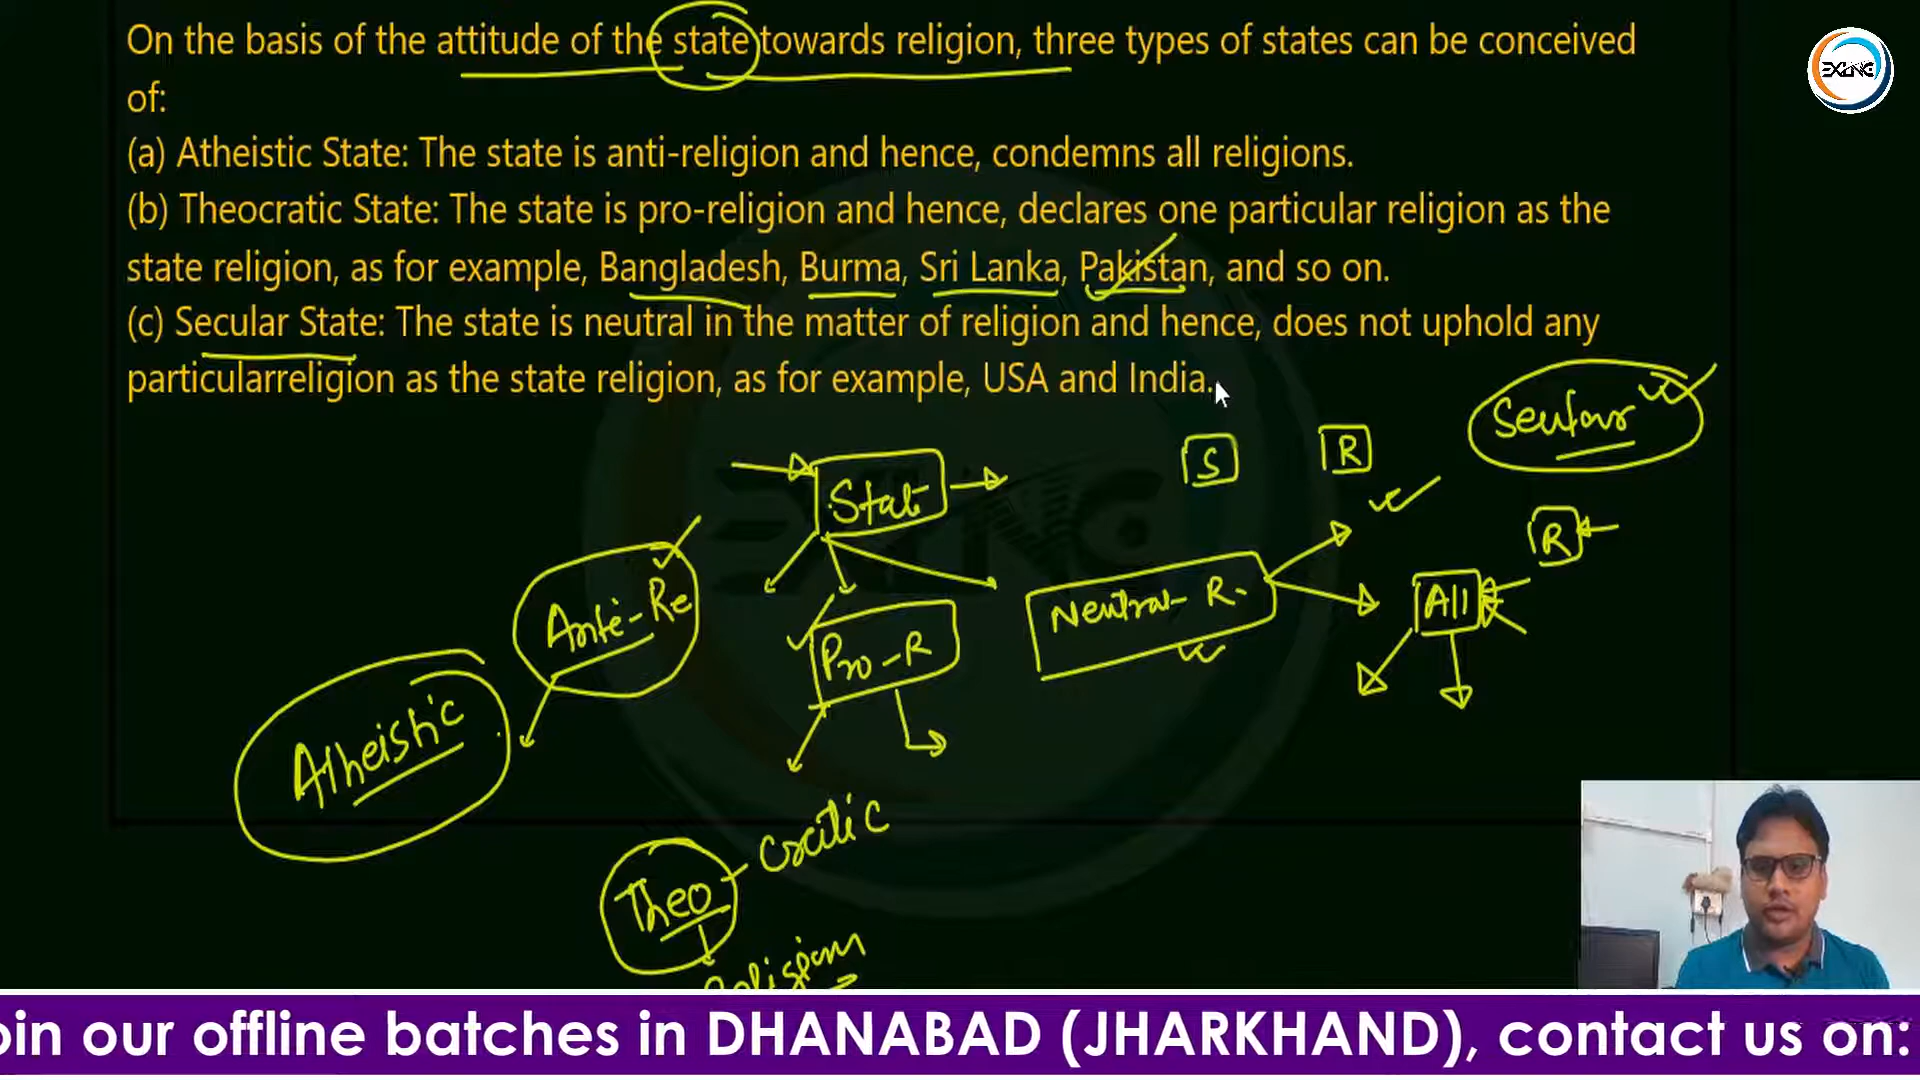 On the basis of the attitude of the state towards religion, three types of states can be conceived
of:
(a) Atheistic State: The state is anti-religion and hence, condemns all religions.
(b) Theocratic State: The state is pro-religion and hence, declares one particular religion as the
state religion, as for example, Bangladesh, Burma, Sri Lanka, Pakistan, and so on.
(c) Secular State: The state is neutral in the matter of religion and hence, does not uphold any
particularreligion as the state religion, as for example, USA and India.
EXLNC
S
R
Stat
R
Anti-Re
Neutral-R.
All
Pro-R
Atheistic
Theo
oin our offline batches in DHANABAD (JHARKHAND), contact us on: